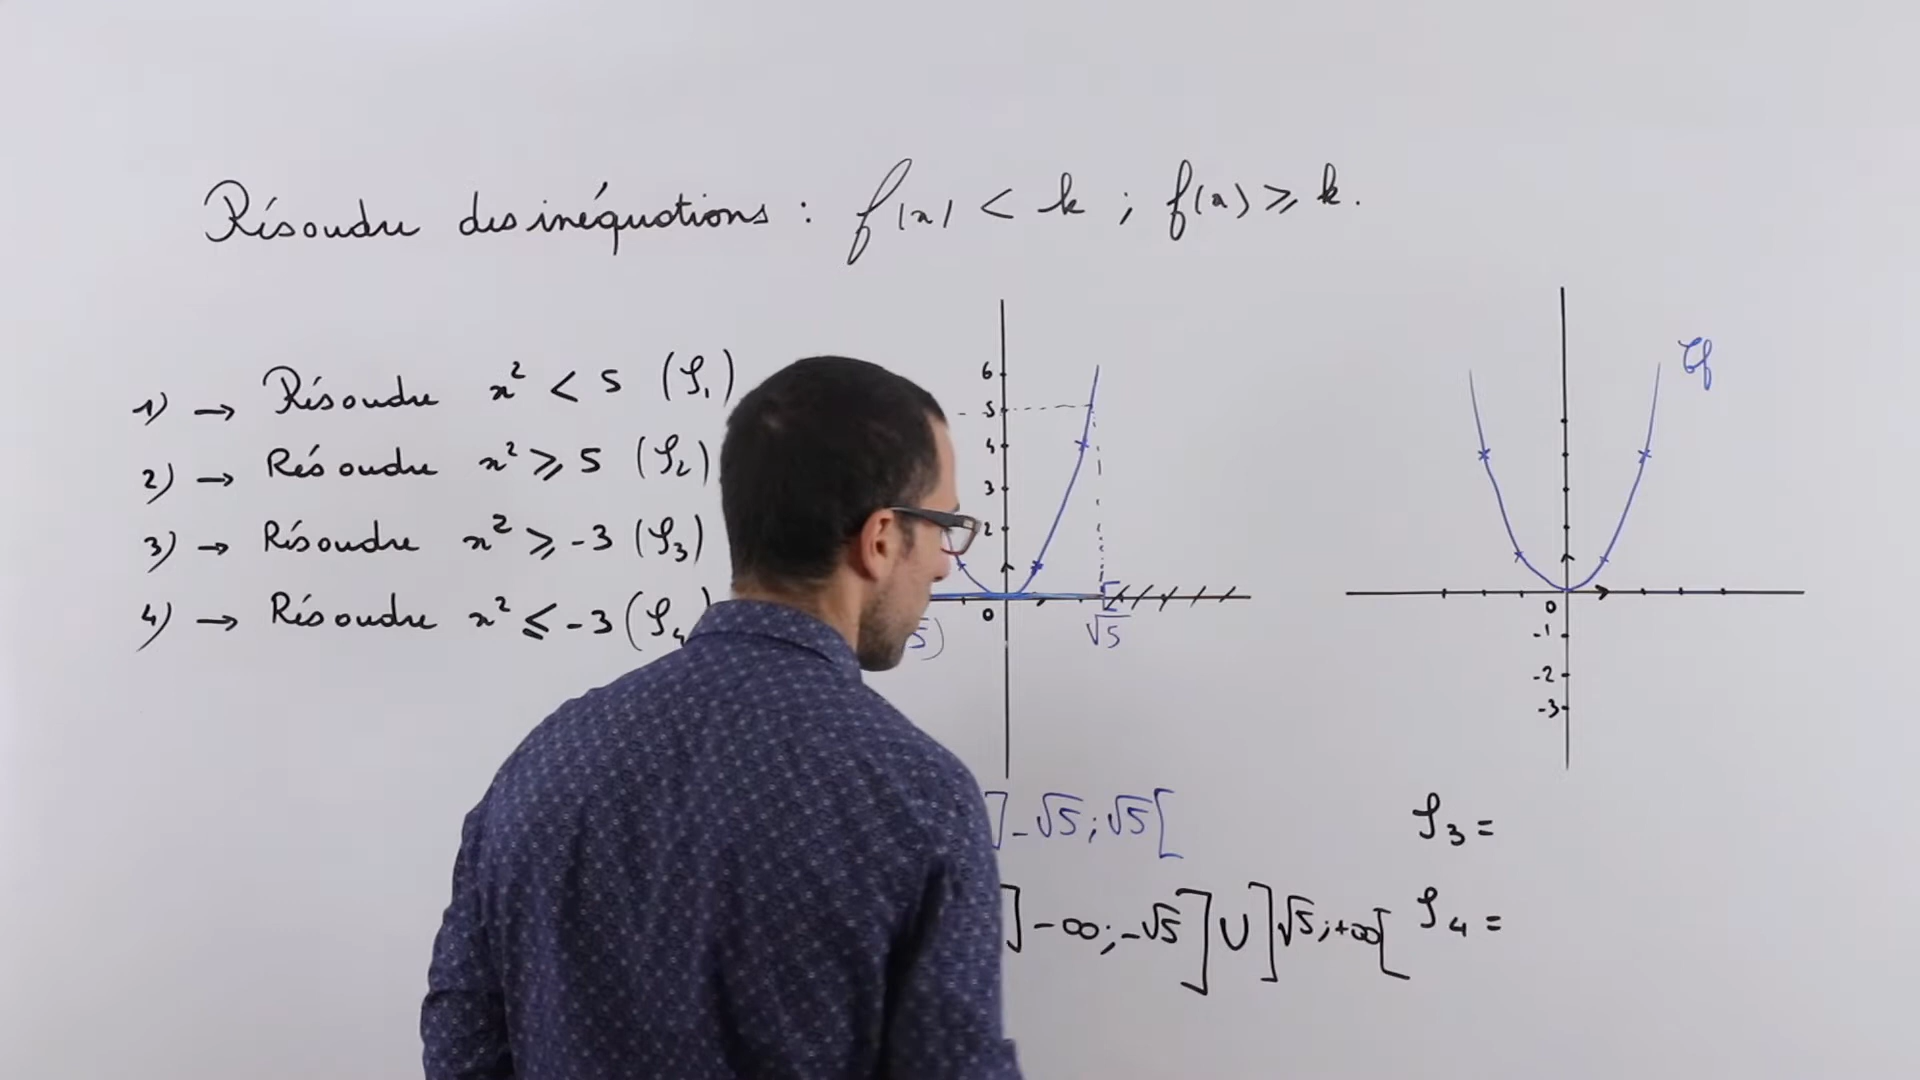 Résoudre des inéquations : f(x) < k ; f(x) ⩾ k.
1) → Résoudre x² < 5 (S₁)
2) → Résoudre x² ⩾ 5 (S₂)
3) → Résoudre x² ⩾ -3 (S₃)
4) → Résoudre x² ⩽ -3 (S₄)
6
5
4
3
2
0
5)
[
√5
Cf
0
-1
-2
-3
]-√5 ; √5[
]-∞ ; -√5] ∪ ]√5 ; +∞[
S₃ =
S₄ =